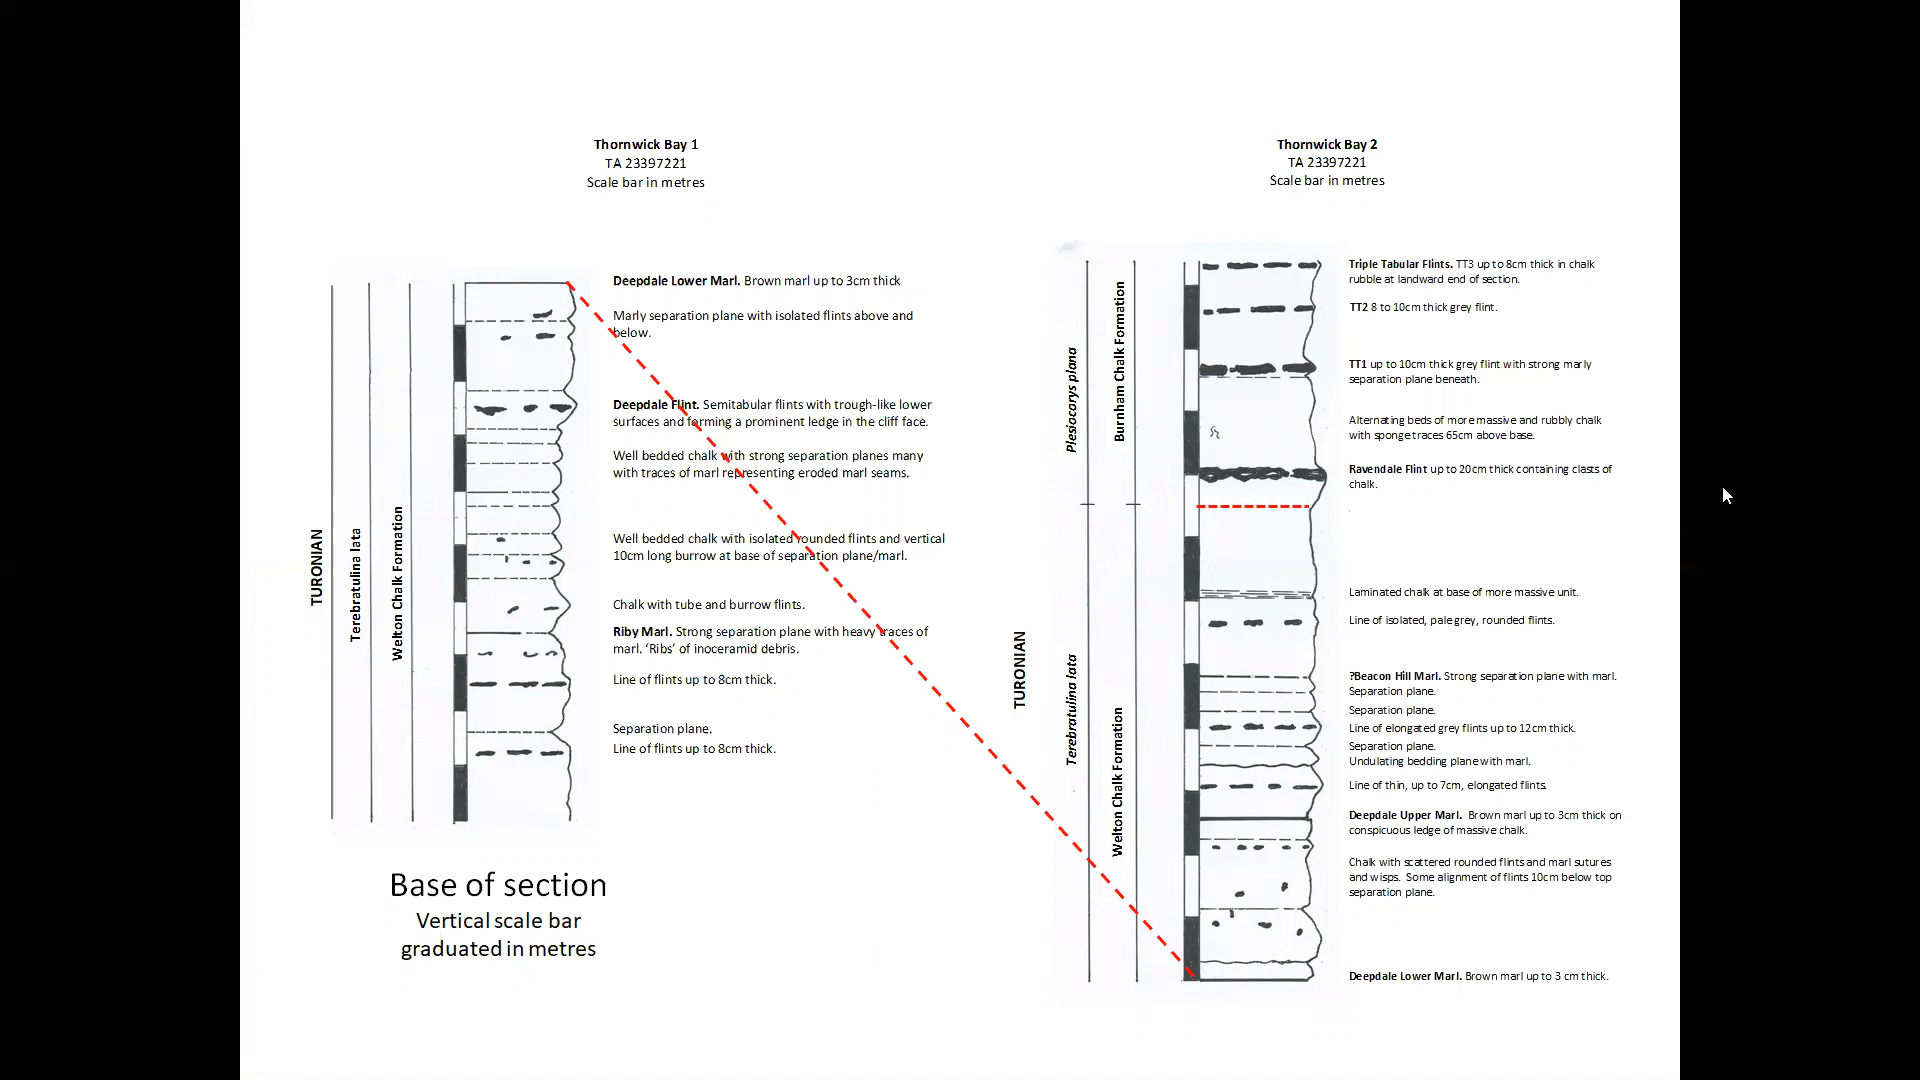 Thornwick Bay 1
TA 23397221
Scale bar in metres
TURONIAN
Terebratulina lata
Welton Chalk Formation
Deepdale Lower Marl. Brown marl up to 3cm thick
Marly separation plane with isolated flints above and
below.
Deepdale Flint. Semitabular flints with trough-like lower
surfaces and forming a prominent ledge in the cliff face.
Well bedded chalk with strong separation planes many
with traces of marl representing eroded marl seams.
Well bedded chalk with isolated rounded flints and vertical
10cm long burrow at base of separation plane/marl.
Chalk with tube and burrow flints.
Riby Marl. Strong separation plane with heavy traces of
marl. ‘Ribs’ of inoceramid debris.
Line of flints up to 8cm thick.
Separation plane.
Line of flints up to 8cm thick.
Base of section
Vertical scale bar
graduated in metres
Thornwick Bay 2
TA 23397221
Scale bar in metres
TURONIAN
Plesiocorys plana
Terebratulina lata
Burnham Chalk Formation
Welton Chalk Formation
Triple Tabular Flints. TT3 up to 8cm thick in chalk
rubble at landward end of section.
TT2 8 to 10cm thick grey flint.
TT1 up to 10cm thick grey flint with strong marly
separation plane beneath.
Alternating beds of more massive and rubbly chalk
with sponge traces 65cm above base.
Ravendale Flint up to 20cm thick containing clasts of
chalk.
Laminated chalk at base of more massive unit.
Line of isolated, pale grey, rounded flints.
?Beacon Hill Marl. Strong separation plane with marl.
Separation plane.
Separation plane.
Line of elongated grey flints up to 12cm thick.
Separation plane.
Undulating bedding plane with marl.
Line of thin, up to 7cm, elongated flints.
Deepdale Upper Marl. Brown marl up to 3cm thick on
conspicuous ledge of massive chalk.
Chalk with scattered rounded flints and marl sutures
and wisps. Some alignment of flints 10cm below top
separation plane.
Deepdale Lower Marl. Brown marl up to 3 cm thick.